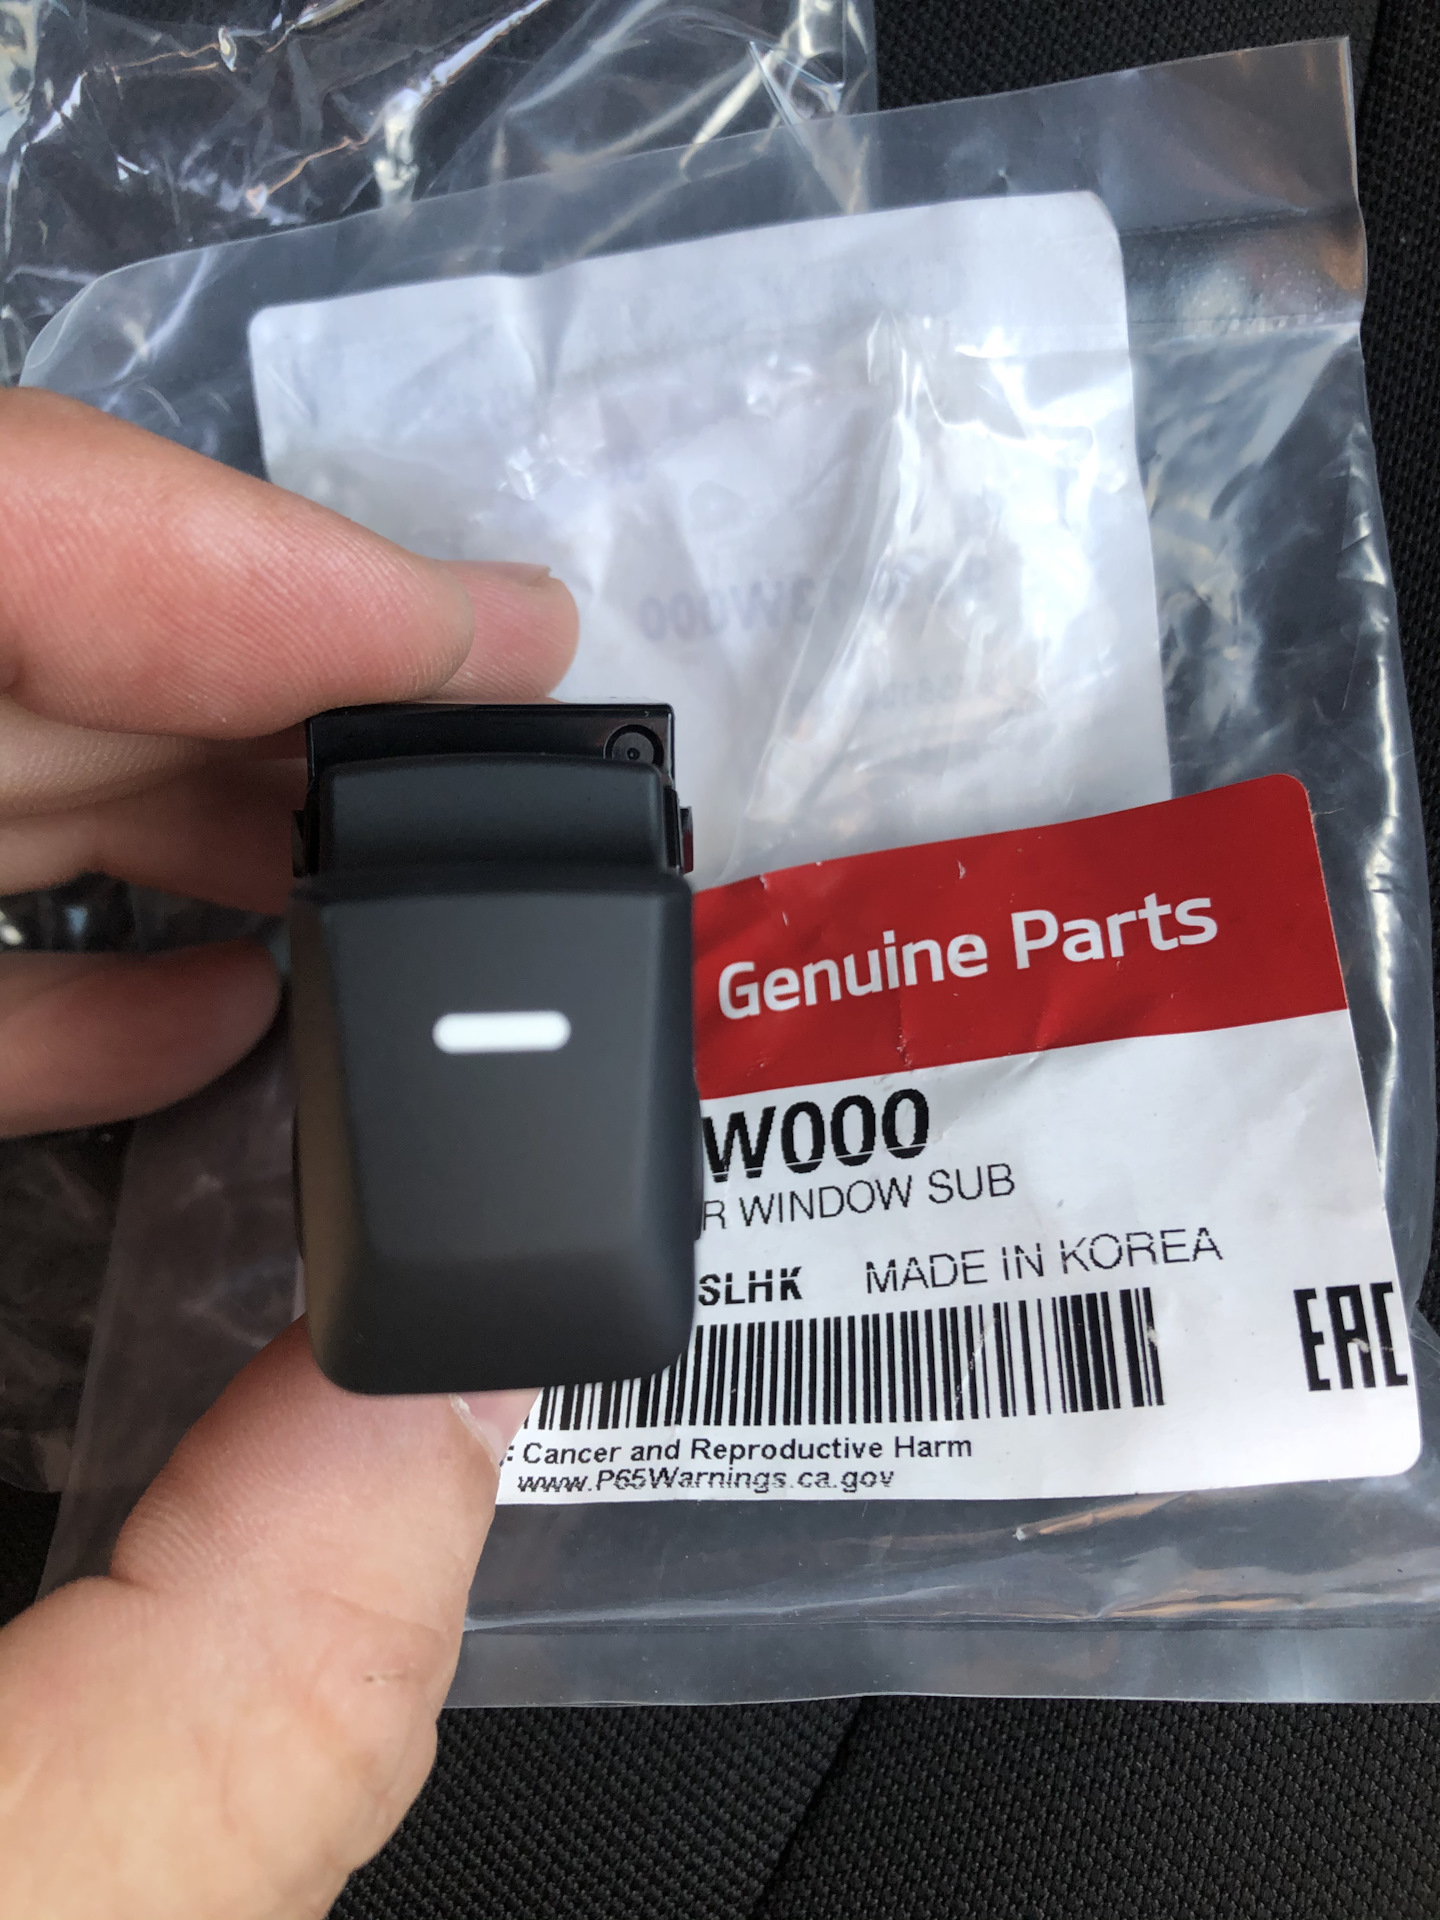 Genuine Parts
W000
R WINDOW SUB
SLHK MADE IN KOREA
EAC
: Cancer and Reproductive Harm
www.P65Warnings.ca.gov